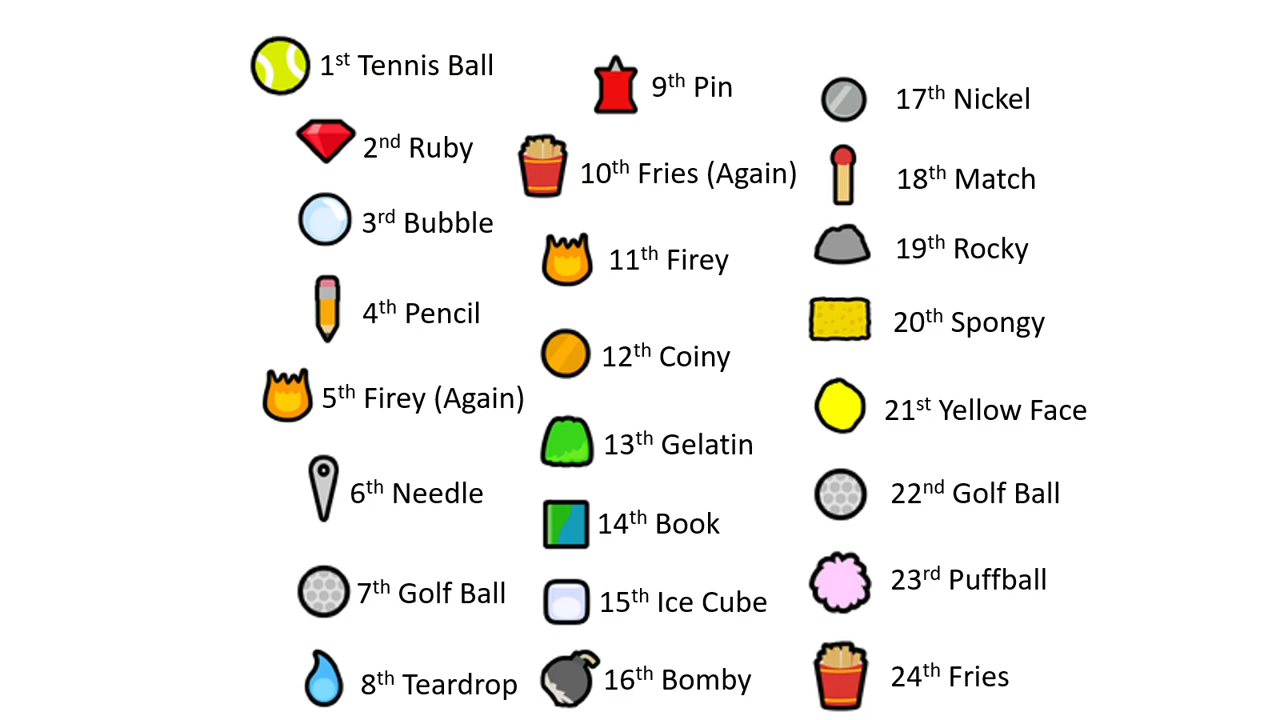 1st Tennis Ball
2nd Ruby
3rd Bubble
4th Pencil
5th Firey (Again)
6th Needle
7th Golf Ball
8th Teardrop
9th Pin
10th Fries (Again)
11th Firey
12th Coiny
13th Gelatin
14th Book
15th Ice Cube
16th Bomby
17th Nickel
18th Match
19th Rocky
20th Spongy
21st Yellow Face
22nd Golf Ball
23rd Puffball
24th Fries